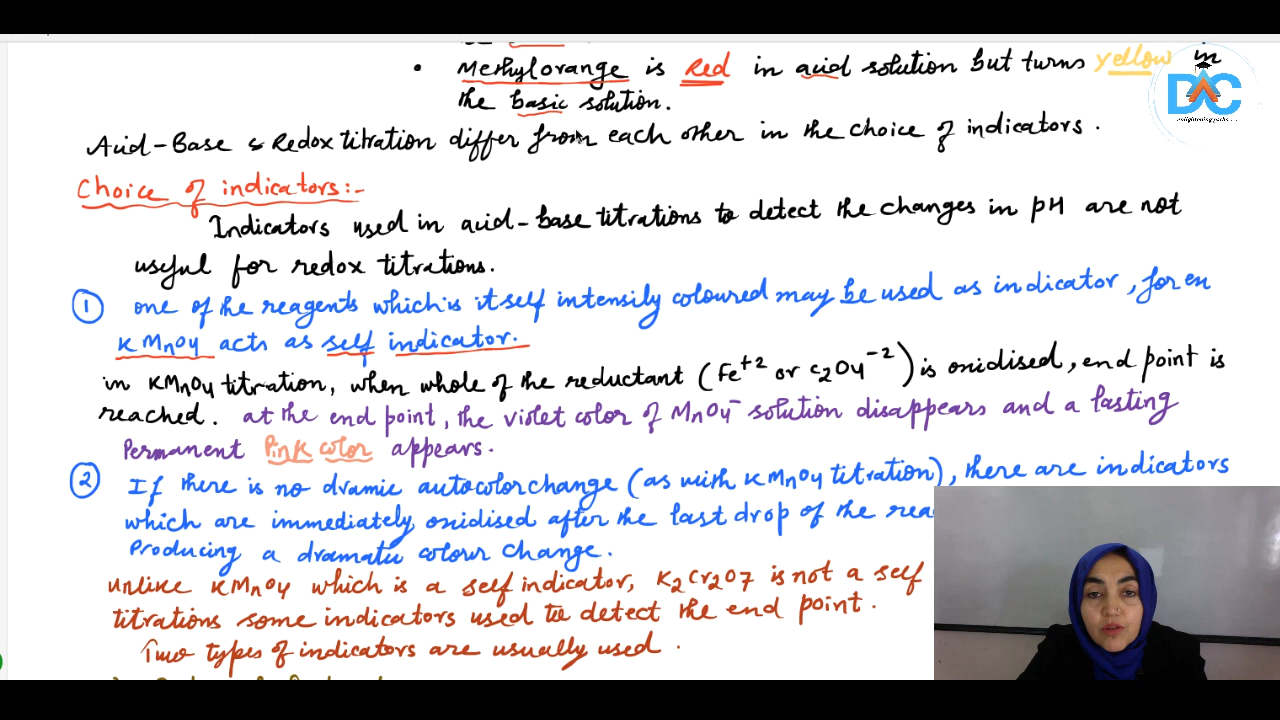 • Methylorange is Red in acid solution but turns yellow in
the basic solution.
Acid-Base & Redox titration differ from each other in the choice of indicators.
Choice of indicators:-
Indicators used in acid-base titrations to detect the changes in pH are not
useful for redox titrations.
① one of the reagents which is itself intensily coloured may be used as indicator, for en
KMnO4 acts as self indicator.
in KMnO4 titration, when whole of the reductant (Fe+2 or C2O4-2) is onidised, end point is
reached. at the end point, the violet color of MnO4- solution disappears and a lasting
Permanent Pink color appears.
② If there is no dramic autocolorchange (as with KMnO4 titration), there are indicators
which are immediately onidised after the last drop of the
Producing a dramatic colour change.
unlike KMnO4 which is a self indicator, K2Cr2O7 is not a self
titrations some indicators used to detect the end point.
Two types of indicators are usually used.
DAC